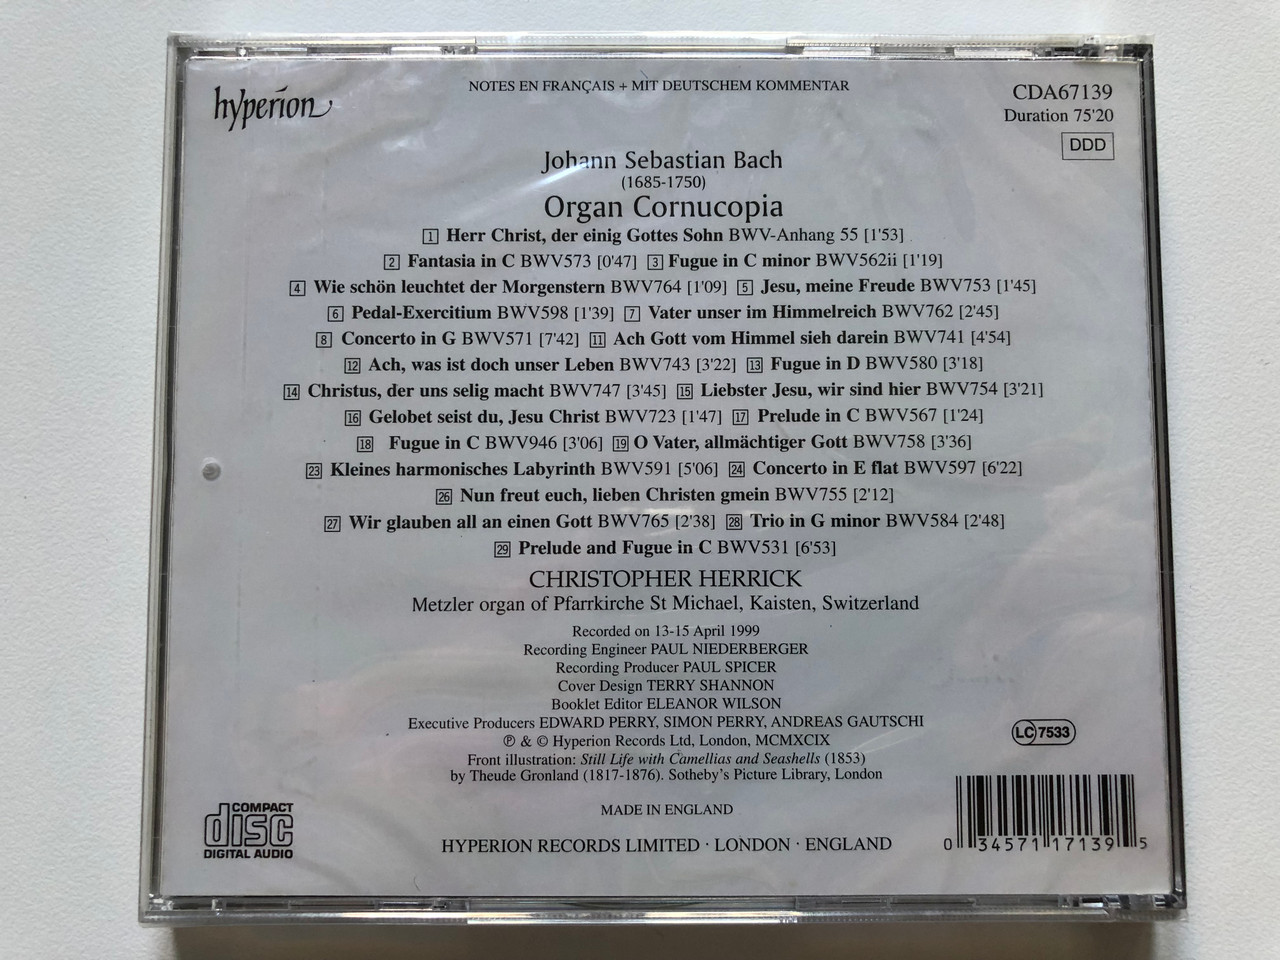 hyperion
NOTES EN FRANÇAIS + MIT DEUTSCHEM KOMMENTAR
CDA67139
Duration 75'20
DDD
Johann Sebastian Bach
(1685-1750)
Organ Cornucopia
1 Herr Christ, der einig Gottes Sohn BWV-Anhang 55 [1'53]
2 Fantasia in C BWV573 [0'47] 3 Fugue in C minor BWV562ii [1'19]
4 Wie schön leuchtet der Morgenstern BWV764 [1'09] 5 Jesu, meine Freude BWV753 [1'45]
6 Pedal-Exercitium BWV598 [1'39] 7 Vater unser im Himmelreich BWV762 [2'45]
8 Concerto in G BWV571 [7'42] 11 Ach Gott vom Himmel sieh darein BWV741 [4'54]
12 Ach, was ist doch unser Leben BWV743 [3'22] 13 Fugue in D BWV580 [3'18]
14 Christus, der uns selig macht BWV747 [3'45] 15 Liebster Jesu, wir sind hier BWV754 [3'21]
16 Gelobet seist du, Jesu Christ BWV723 [1'47] 17 Prelude in C BWV567 [1'24]
18 Fugue in C BWV946 [3'06] 19 O Vater, allmächtiger Gott BWV758 [3'36]
23 Kleines harmonisches Labyrinth BWV591 [5'06] 24 Concerto in E flat BWV597 [6'22]
26 Nun freut euch, lieben Christen gmein BWV755 [2'12]
27 Wir glauben all an einen Gott BWV765 [2'38] 28 Trio in G minor BWV584 [2'48]
29 Prelude and Fugue in C BWV531 [6'53]
CHRISTOPHER HERRICK
Metzler organ of Pfarrkirche St Michael, Kaisten, Switzerland
Recorded on 13-15 April 1999
Recording Engineer PAUL NIEDERBERGER
Recording Producer PAUL SPICER
Cover Design TERRY SHANNON
Booklet Editor ELEANOR WILSON
Executive Producers EDWARD PERRY, SIMON PERRY, ANDREAS GAUTSCHI
℗ & © Hyperion Records Ltd, London, MCMXCIX
Front illustration: Still Life with Camellias and Seashells (1853)
by Theude Gronland (1817-1876). Sotheby's Picture Library, London
LC 7533
MADE IN ENGLAND
HYPERION RECORDS LIMITED · LONDON · ENGLAND
COMPACT
disc
DIGITAL AUDIO
0 34571 17139 5